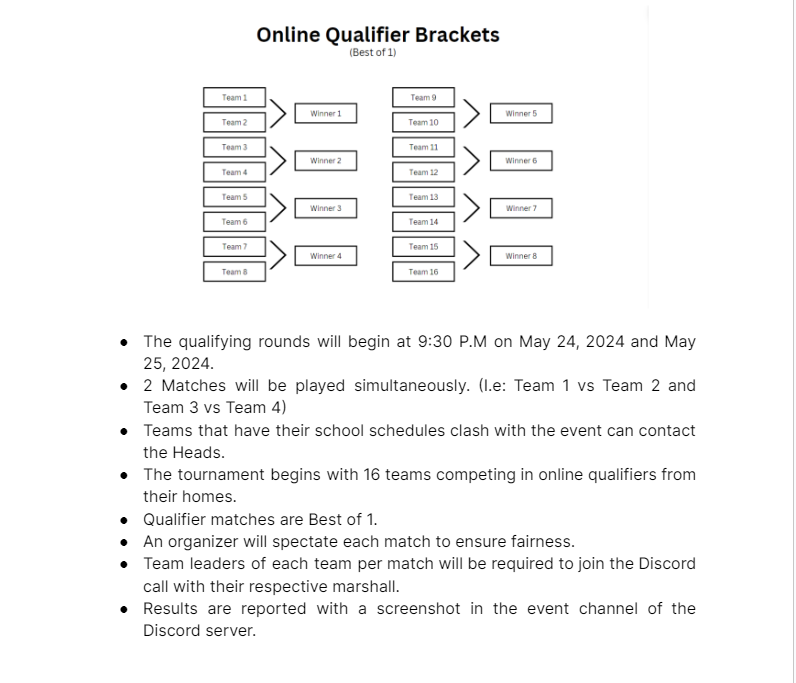 Online Qualifier Brackets
(Best of 1)
Team 1
Team 2
Winner 1
Team 3
Team 4
Winner 2
Team 5
Team 6
Winner 3
Team 7
Team 8
Winner 4
Team 9
Team 10
Winner 5
Team 11
Team 12
Winner 6
Team 13
Team 14
Winner 7
Team 15
Team 16
Winner 8
● The qualifying rounds will begin at 9:30 P.M on May 24, 2024 and May
25, 2024.
● 2 Matches will be played simultaneously. (I.e: Team 1 vs Team 2 and
Team 3 vs Team 4)
● Teams that have their school schedules clash with the event can contact
the Heads.
● The tournament begins with 16 teams competing in online qualifiers from
their homes.
● Qualifier matches are Best of 1.
● An organizer will spectate each match to ensure fairness.
● Team leaders of each team per match will be required to join the Discord
call with their respective marshall.
● Results are reported with a screenshot in the event channel of the
Discord server.